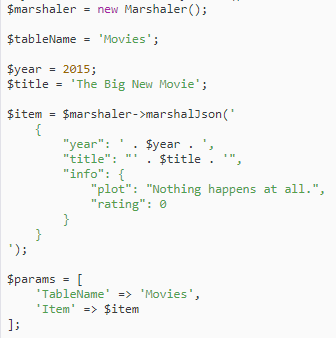 $marshaler = new Marshaler();
$tableName = 'Movies';
$year = 2015;
$title = 'The Big New Movie';
$item = $marshaler->marshalJson('
    {
        "year": ' . $year . ',
        "title": "' . $title . '",
        "info": {
            "plot": "Nothing happens at all.",
            "rating": 0
        }
    }
');
$params = [
    'TableName' => 'Movies',
    'Item' => $item
];